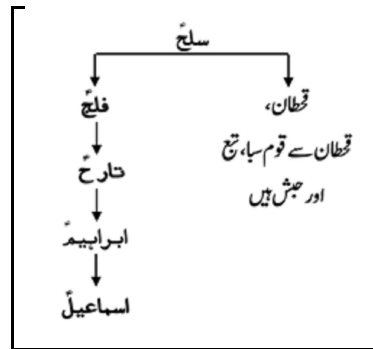 سلحؑ
فلجؑ
قحطان،
تارحؑ
قحطان سے قوم سبا، تبع
اور حبش ہیں
ابراہیمؑ
اسماعیلؑ